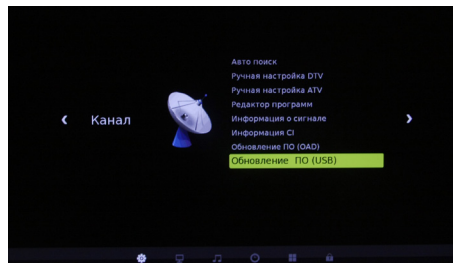 Авто поиск
Ручная настройка DTV
Ручная настройка ATV
Редактор программ
Канал
Информация о сигнале
Информация CI
Обновление ПО (OAD)
Обновление ПО (USB)